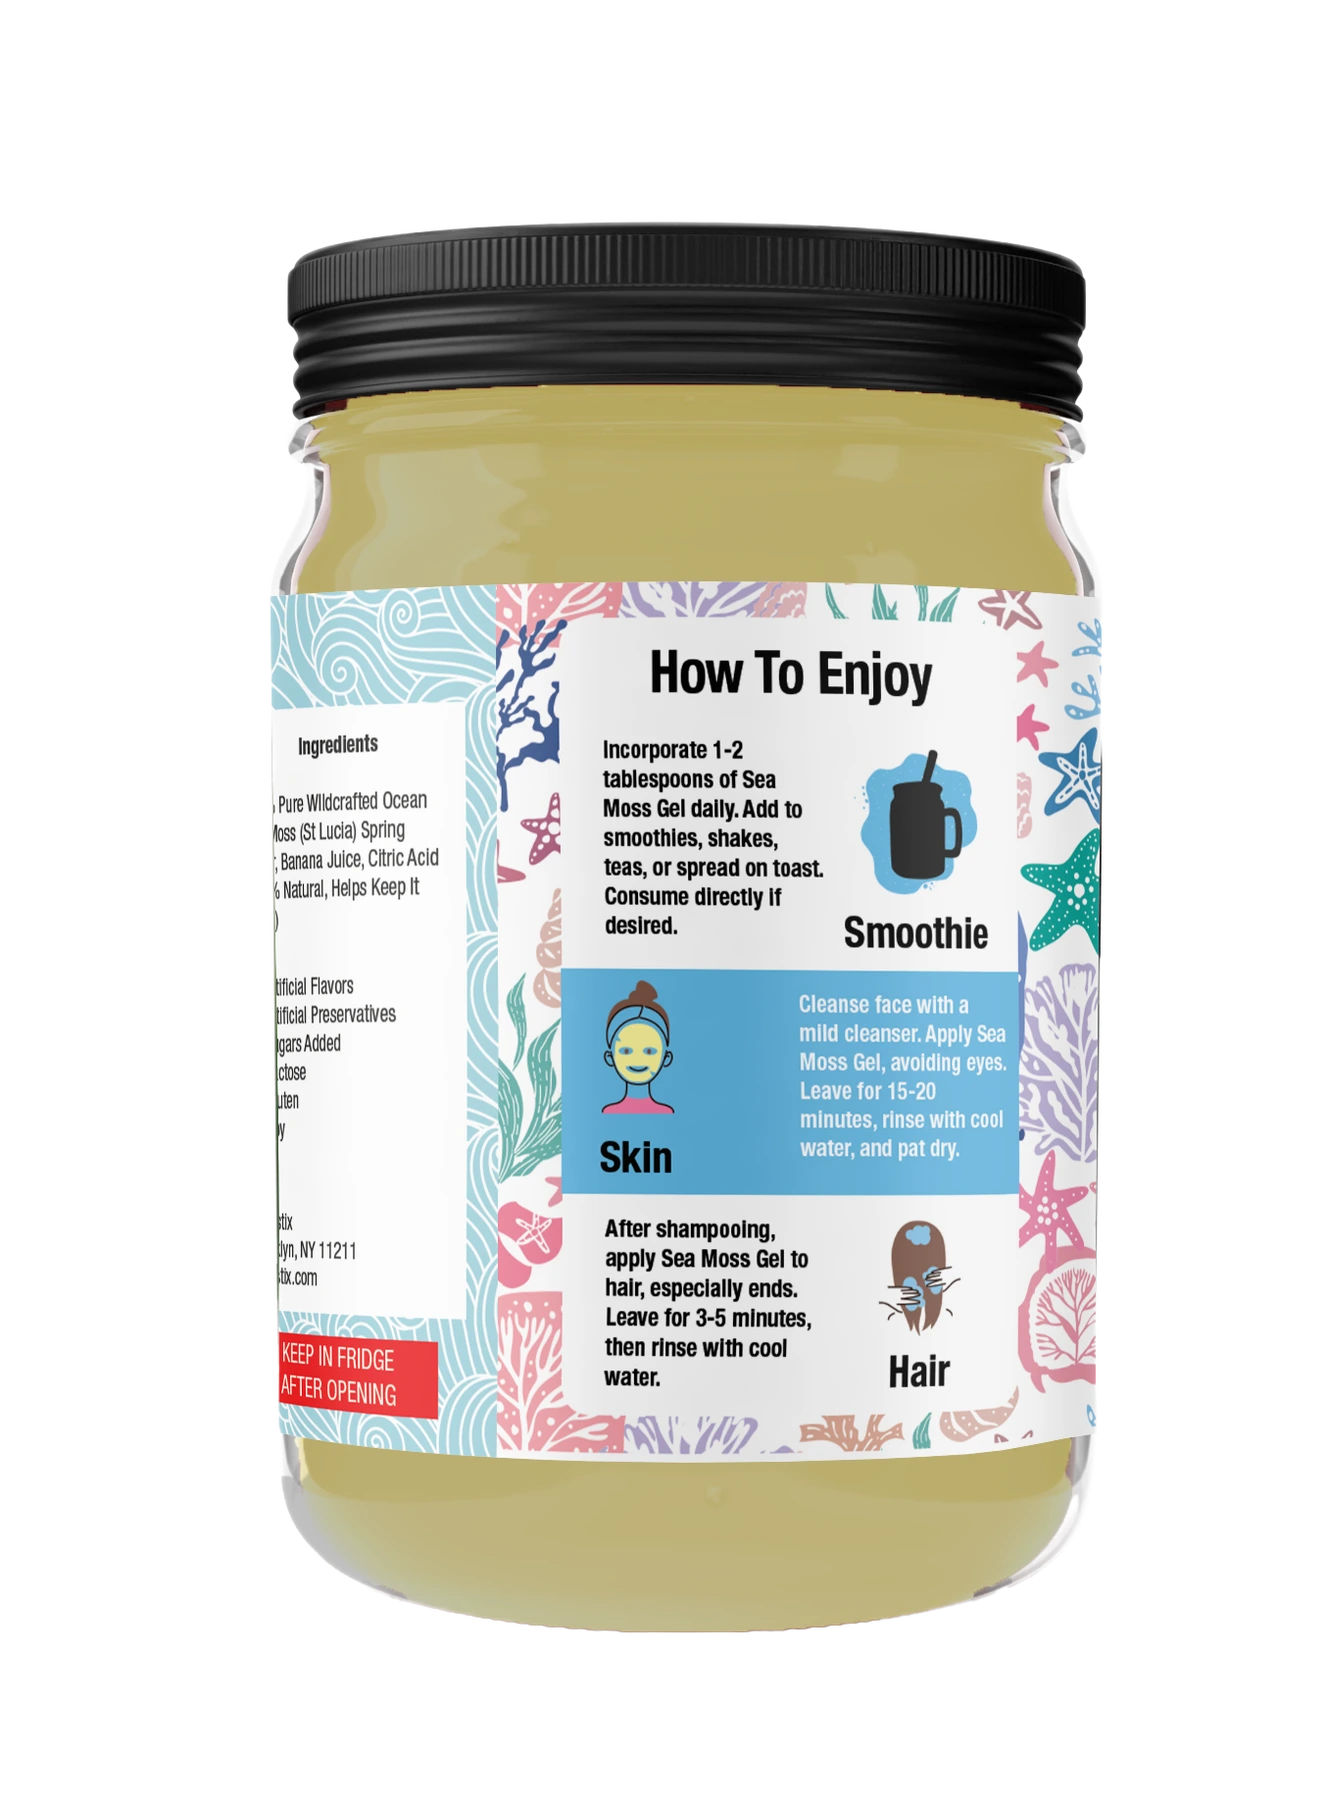 Ingredients
Pure WIldcrafted Ocean
Moss (St Lucia) Spring
, Banana Juice, Citric Acid
% Natural, Helps Keep It
)
Flavors
Preservatives
Added
KEEP IN FRIDGE
AFTER OPENING
, NY 11211
.com
How To Enjoy
Incorporate 1-2
tablespoons of Sea
Moss Gel daily. Add to
smoothies, shakes,
teas, or spread on toast.
Consume directly if
desired.
Smoothie
Cleanse face with a
mild cleanser. Apply Sea
Moss Gel, avoiding eyes.
Leave for 15-20
minutes, rinse with cool
water, and pat dry.
Skin
After shampooing,
apply Sea Moss Gel to
hair, especially ends.
Leave for 3-5 minutes,
then rinse with cool
water.
Hair